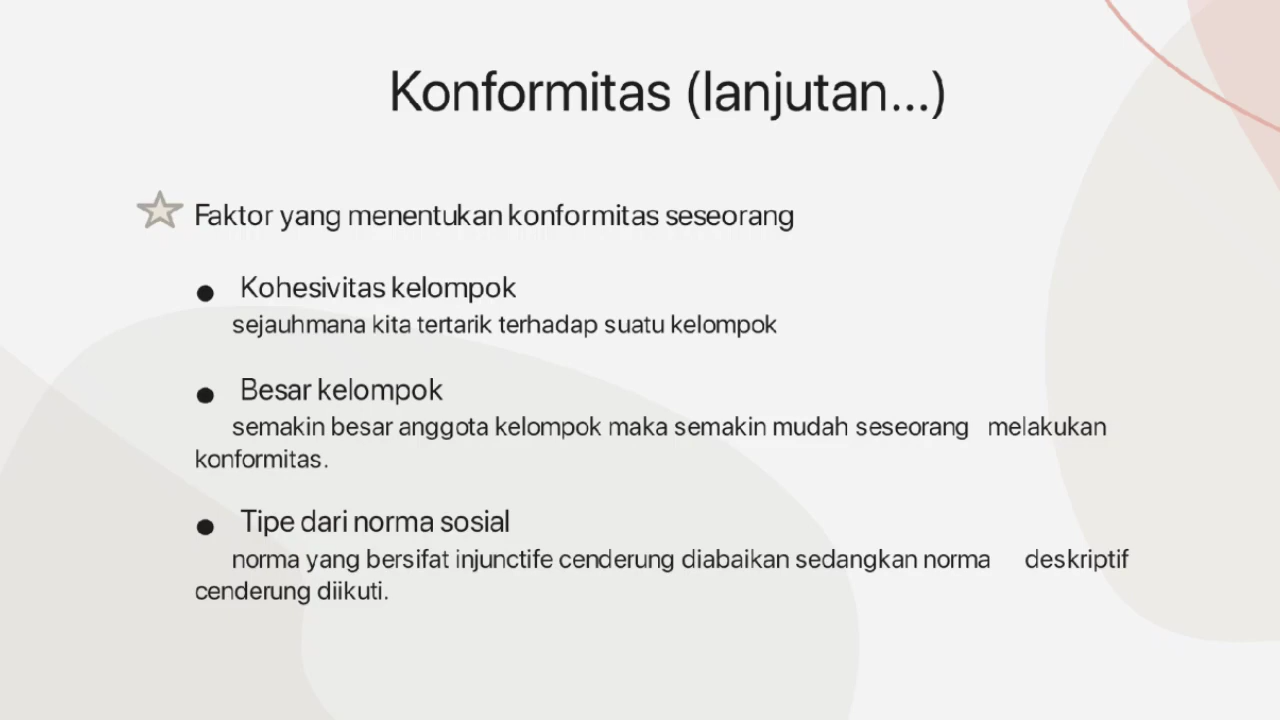 Konformitas (lanjutan...)
Faktor yang menentukan konformitas seseorang
● Kohesivitas kelompok
sejauhmana kita tertarik terhadap suatu kelompok
● Besar kelompok
semakin besar anggota kelompok maka semakin mudah seseorang melakukan
konformitas.
● Tipe dari norma sosial
norma yang bersifat injunctife cenderung diabaikan sedangkan norma deskriptif
cenderung diikuti.